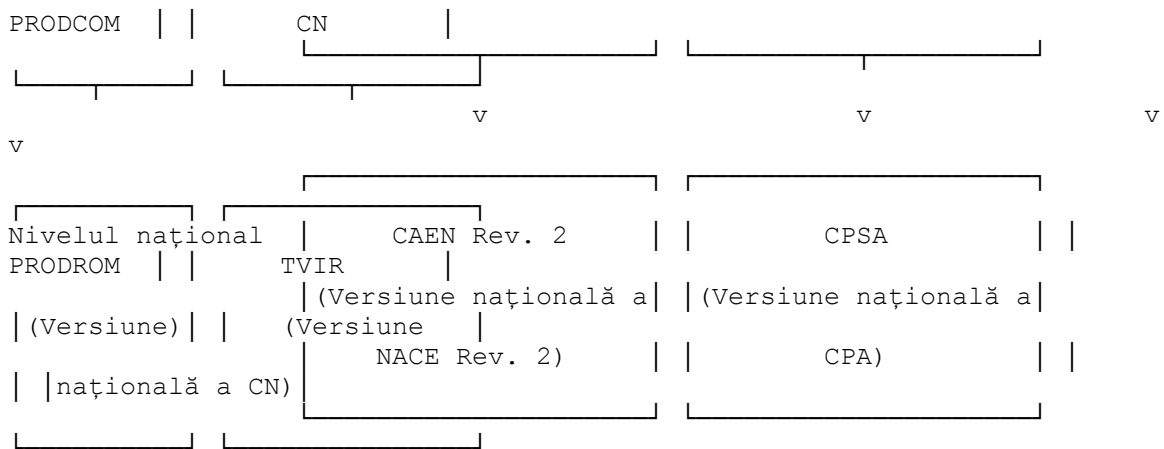 PRODCOM │ │ CN │
└─────────┬─────────┘ └─────────┬─────────┘
└────┬─────┘ └───────┬──────┘
v v v
v
┌───────────────────┐ ┌───────────────────┐
┌─────────┐ ┌──────────────┐
Nivelul național │ CAEN Rev. 2 │ │ CPSA │ │
PRODROM │ │ TVIR │
│(Versiune națională a│ │(Versiune națională a│
│(Versiune)│ │ (Versiune │
│ NACE Rev. 2) │ │ CPA) │ │
│ │națională a CN)│
└───────────────────┘ └───────────────────┘
└─────────┘ └──────────────┘